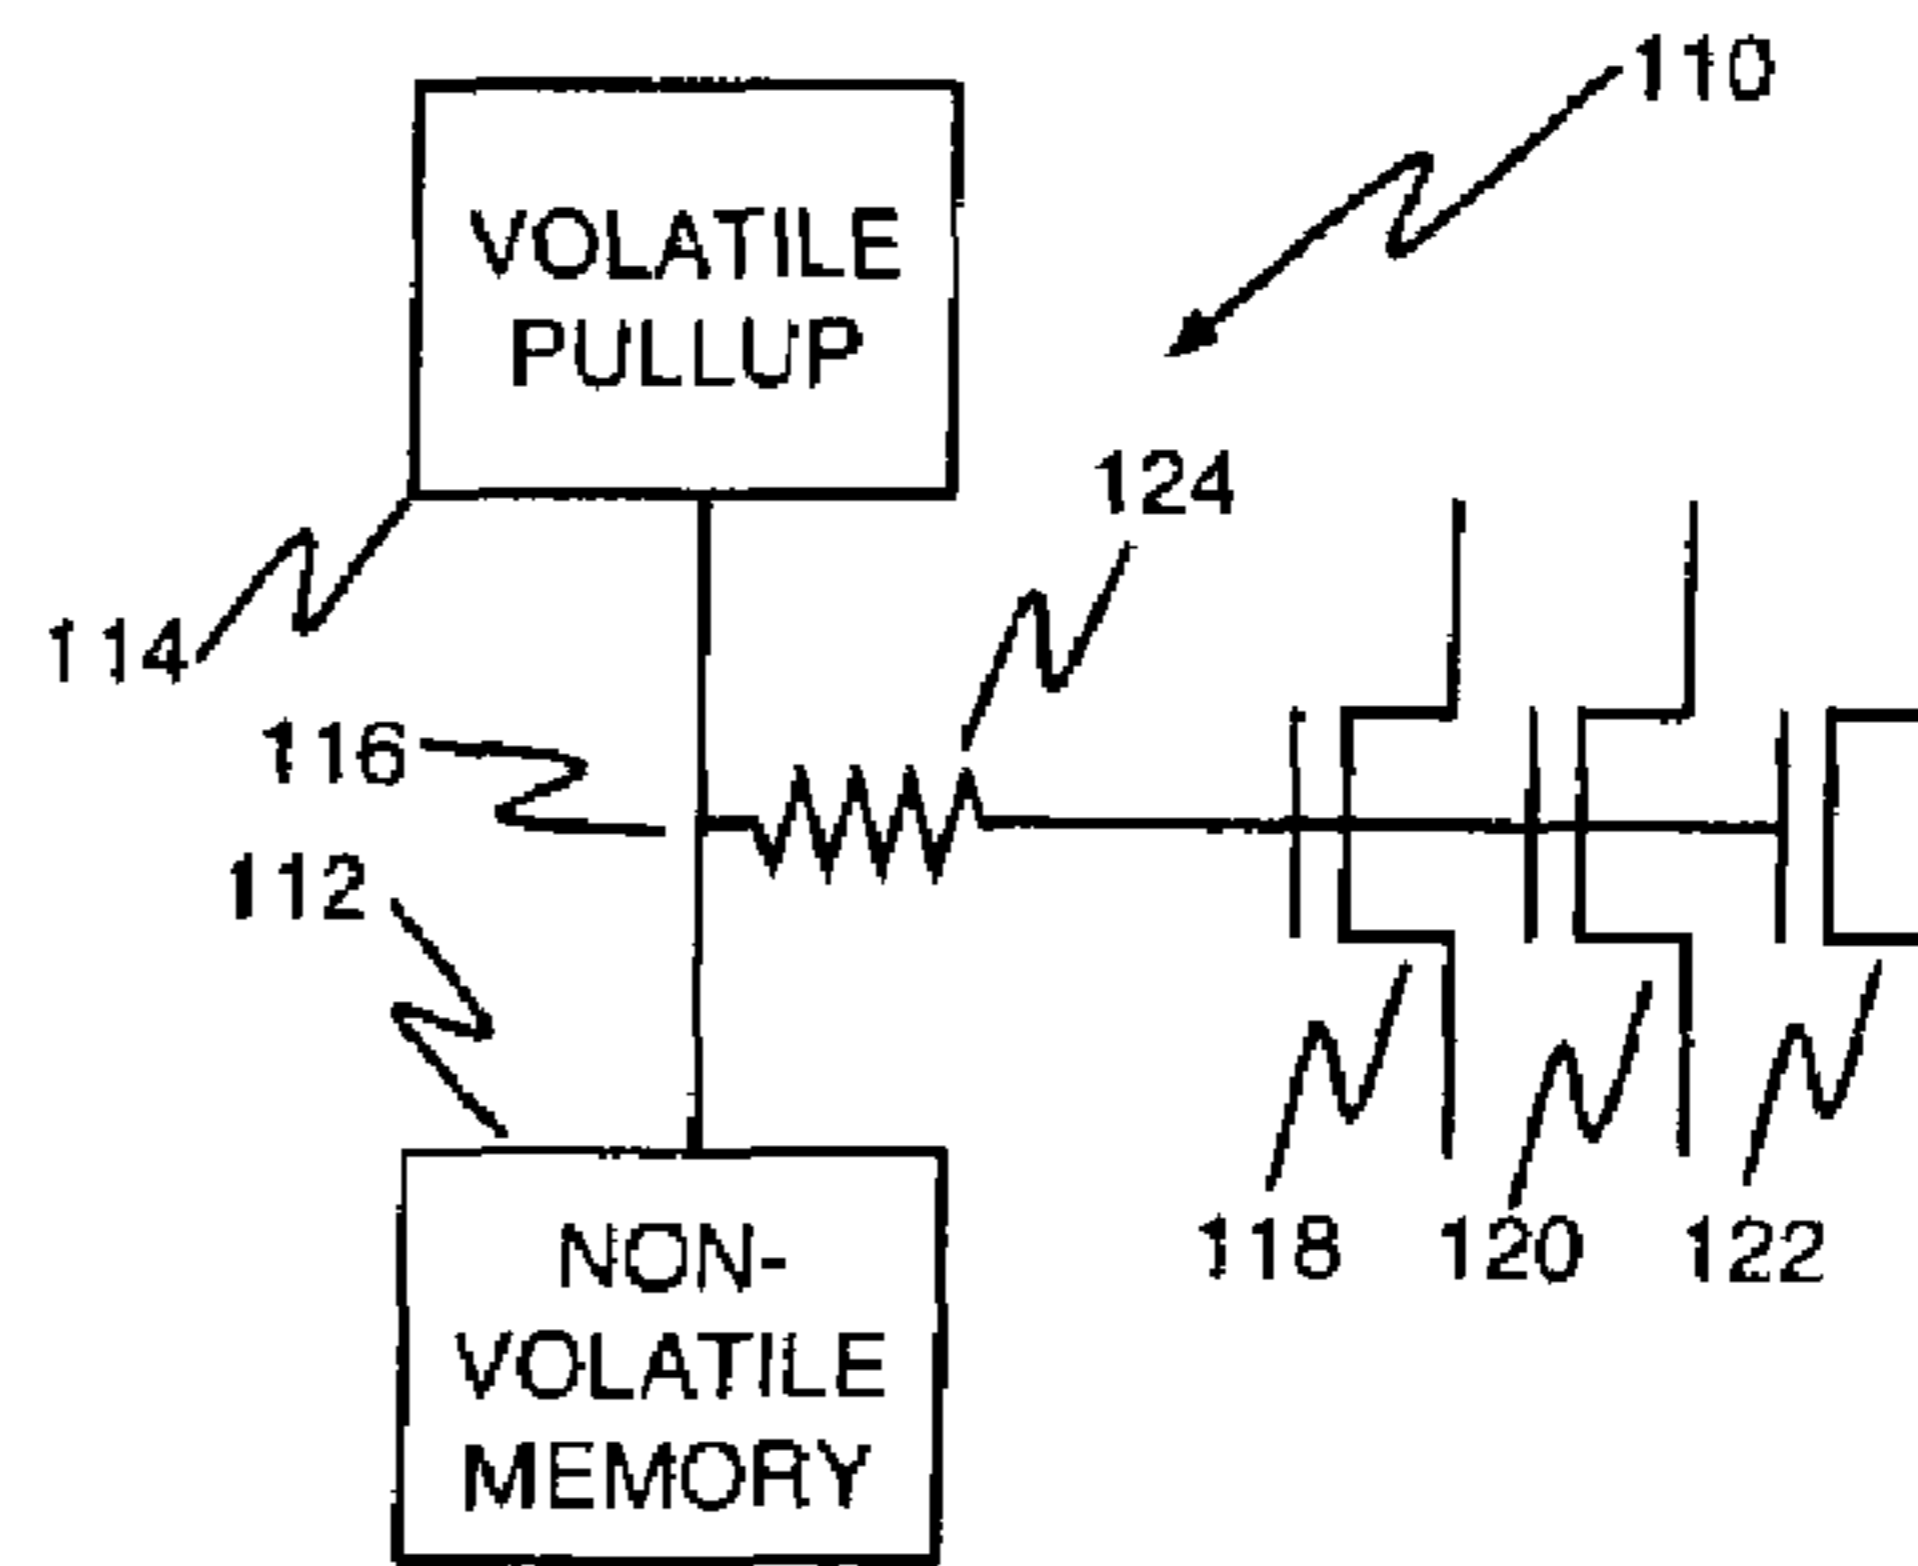 110
VOLATILE
PULLUP
124
114
116
112
118 120 122
NON-
VOLATILE
MEMORY